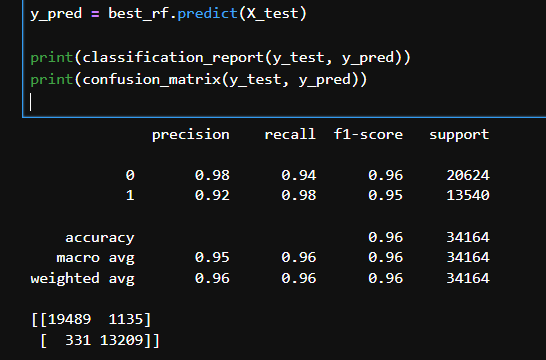 y_pred = best_rf.predict(X_test)
print(classification_report(y_test, y_pred))
print(confusion_matrix(y_test, y_pred))
precision recall f1-score support
0 0.98 0.94 0.96 20624
1 0.92 0.98 0.95 13540
accuracy 0.96 34164
macro avg 0.95 0.96 0.96 34164
weighted avg 0.96 0.96 0.96 34164
[[19489 1135]
[ 331 13209]]